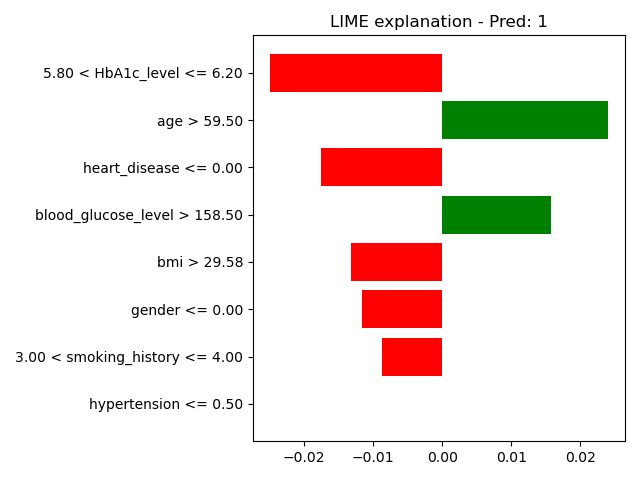 LIME explanation - Pred: 1
5.80 < HbA1c_level <= 6.20
age > 59.50
heart_disease <= 0.00
blood_glucose_level > 158.50
bmi > 29.58
gender <= 0.00
3.00 < smoking_history <= 4.00
hypertension <= 0.50
−0.02 −0.01 0.00 0.01 0.02